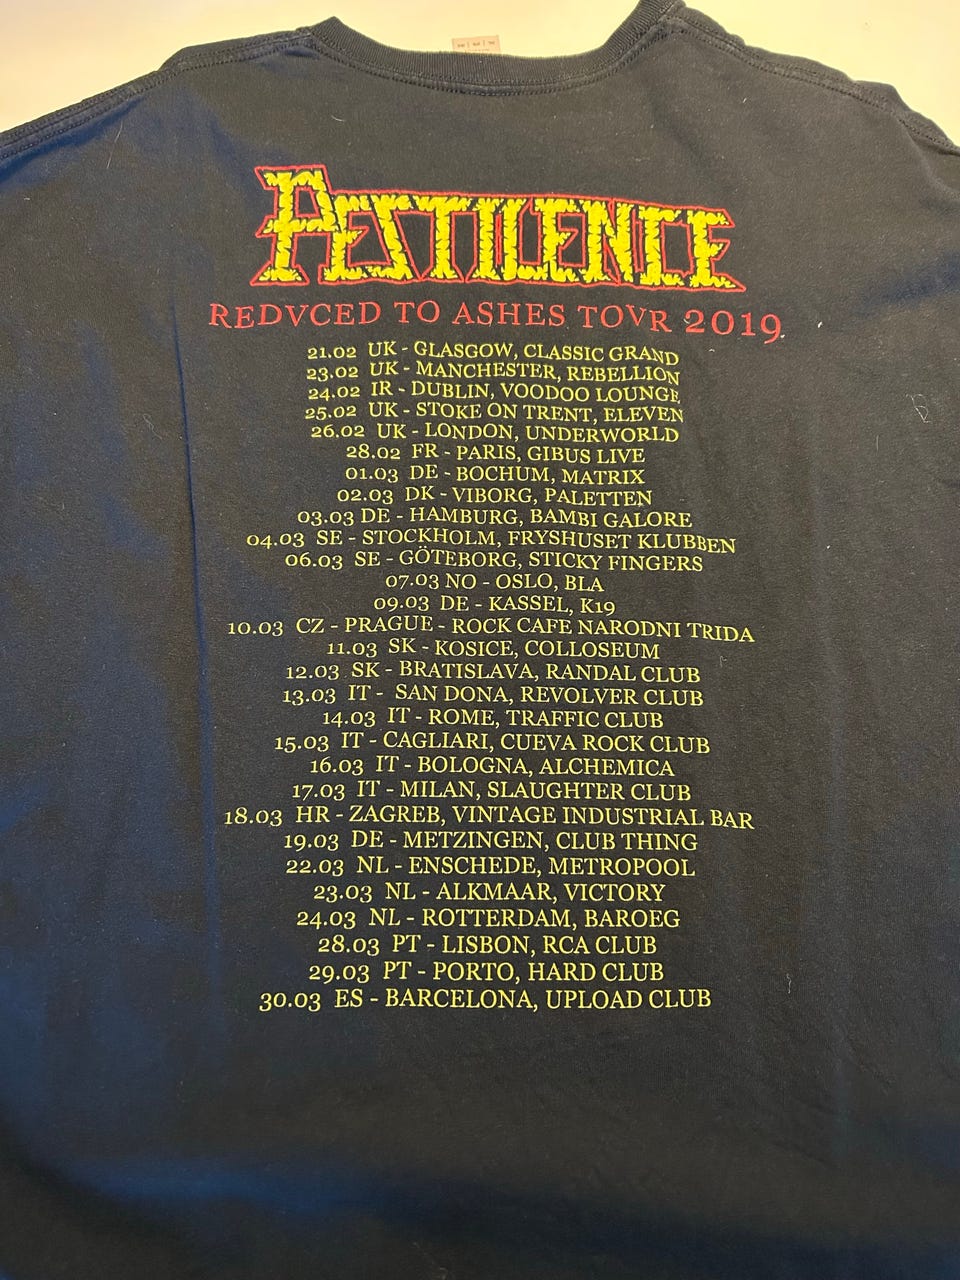 PESTILENCE
REDVCED TO ASHES TOVR 2019
21.02 UK - GLASGOW, CLASSIC GRAND
23.02 UK - MANCHESTER, REBELLION
24.02 IR - DUBLIN, VOODOO LOUNGE
25.02 UK - STOKE ON TRENT, ELEVEN
26.02 UK - LONDON, UNDERWORLD
28.02 FR - PARIS, GIBUS LIVE
01.03 DE - BOCHUM, MATRIX
02.03 DK - VIBORG, PALETTEN
03.03 DE - HAMBURG, BAMBI GALORE
04.03 SE - STOCKHOLM, FRYSHUSET KLUBBEN
06.03 SE - GÖTEBORG, STICKY FINGERS
07.03 NO - OSLO, BLA
09.03 DE - KASSEL, K19
10.03 CZ - PRAGUE - ROCK CAFE NARODNI TRIDA
11.03 SK - KOSICE, COLLOSEUM
12.03 SK - BRATISLAVA, RANDAL CLUB
13.03 IT - SAN DONA, REVOLVER CLUB
14.03 IT - ROME, TRAFFIC CLUB
15.03 IT - CAGLIARI, CUEVA ROCK CLUB
16.03 IT - BOLOGNA, ALCHEMICA
17.03 IT - MILAN, SLAUGHTER CLUB
18.03 HR - ZAGREB, VINTAGE INDUSTRIAL BAR
19.03 DE - METZINGEN, CLUB THING
22.03 NL - ENSCHEDE, METROPOOL
23.03 NL - ALKMAAR, VICTORY
24.03 NL - ROTTERDAM, BAROEG
28.03 PT - LISBON, RCA CLUB
29.03 PT - PORTO, HARD CLUB
30.03 ES - BARCELONA, UPLOAD CLUB